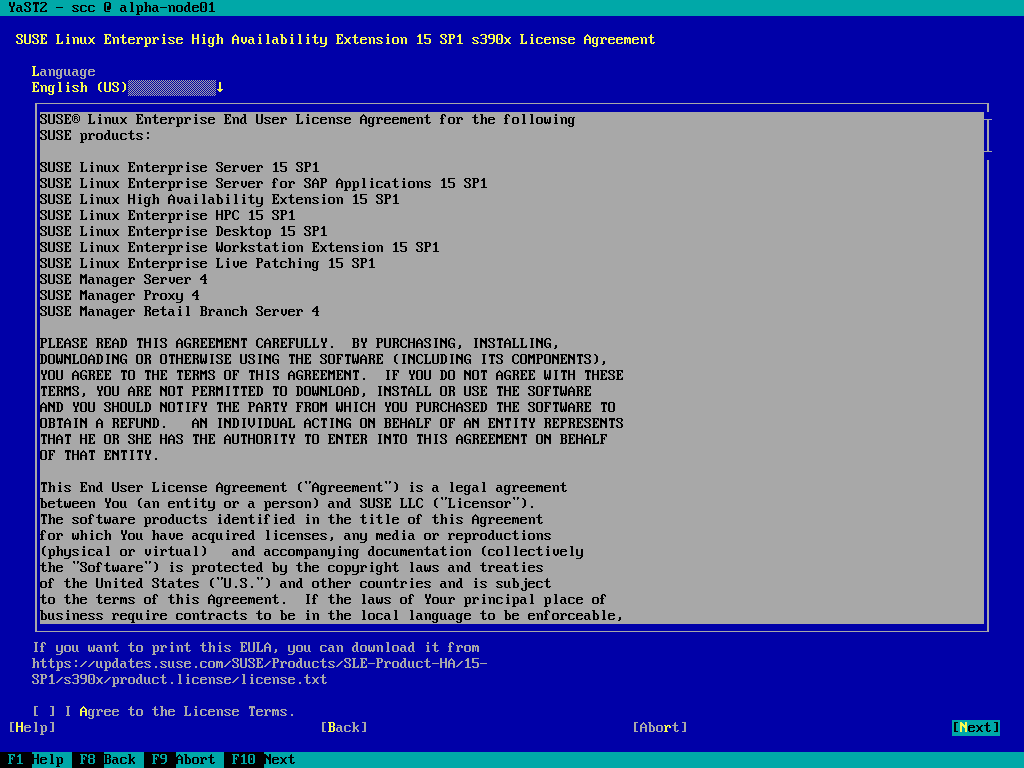 YaST2 - scc @ alpha-node01
SUSE Linux Enterprise High Availability Extension 15 SP1 s390x License Agreement
Language
English (US)↓
SUSE® Linux Enterprise End User License Agreement for the following
SUSE products:
SUSE Linux Enterprise Server 15 SP1
SUSE Linux Enterprise Server for SAP Applications 15 SP1
SUSE Linux High Availability Extension 15 SP1
SUSE Linux Enterprise HPC 15 SP1
SUSE Linux Enterprise Desktop 15 SP1
SUSE Linux Enterprise Workstation Extension 15 SP1
SUSE Linux Enterprise Live Patching 15 SP1
SUSE Manager Server 4
SUSE Manager Proxy 4
SUSE Manager Retail Branch Server 4
PLEASE READ THIS AGREEMENT CAREFULLY.  BY PURCHASING, INSTALLING,
DOWNLOADING OR OTHERWISE USING THE SOFTWARE (INCLUDING ITS COMPONENTS),
YOU AGREE TO THE TERMS OF THIS AGREEMENT.  IF YOU DO NOT AGREE WITH THESE
TERMS, YOU ARE NOT PERMITTED TO DOWNLOAD, INSTALL OR USE THE SOFTWARE
AND YOU SHOULD NOTIFY THE PARTY FROM WHICH YOU PURCHASED THE SOFTWARE TO
OBTAIN A REFUND.   AN INDIVIDUAL ACTING ON BEHALF OF AN ENTITY REPRESENTS
THAT HE OR SHE HAS THE AUTHORITY TO ENTER INTO THIS AGREEMENT ON BEHALF
OF THAT ENTITY.
This End User License Agreement ("Agreement") is a legal agreement
between You (an entity or a person) and SUSE LLC ("Licensor").
The software products identified in the title of this Agreement
for which You have acquired licenses, any media or reproductions
(physical or virtual)   and accompanying documentation (collectively
the "Software") is protected by the copyright laws and treaties
of the United States ("U.S.") and other countries and is subject
to the terms of this Agreement.  If the laws of Your principal place of
business require contracts to be in the local language to be enforceable,
If you want to print this EULA, you can download it from
https://updates.suse.com/SUSE/Products/SLE-Product-HA/15-
SP1/s390x/product.license/license.txt
[ ] I Agree to the License Terms.
[Help] [Back] [Abort] [Next]
F1 Help F8 Back F9 Abort F10 Next